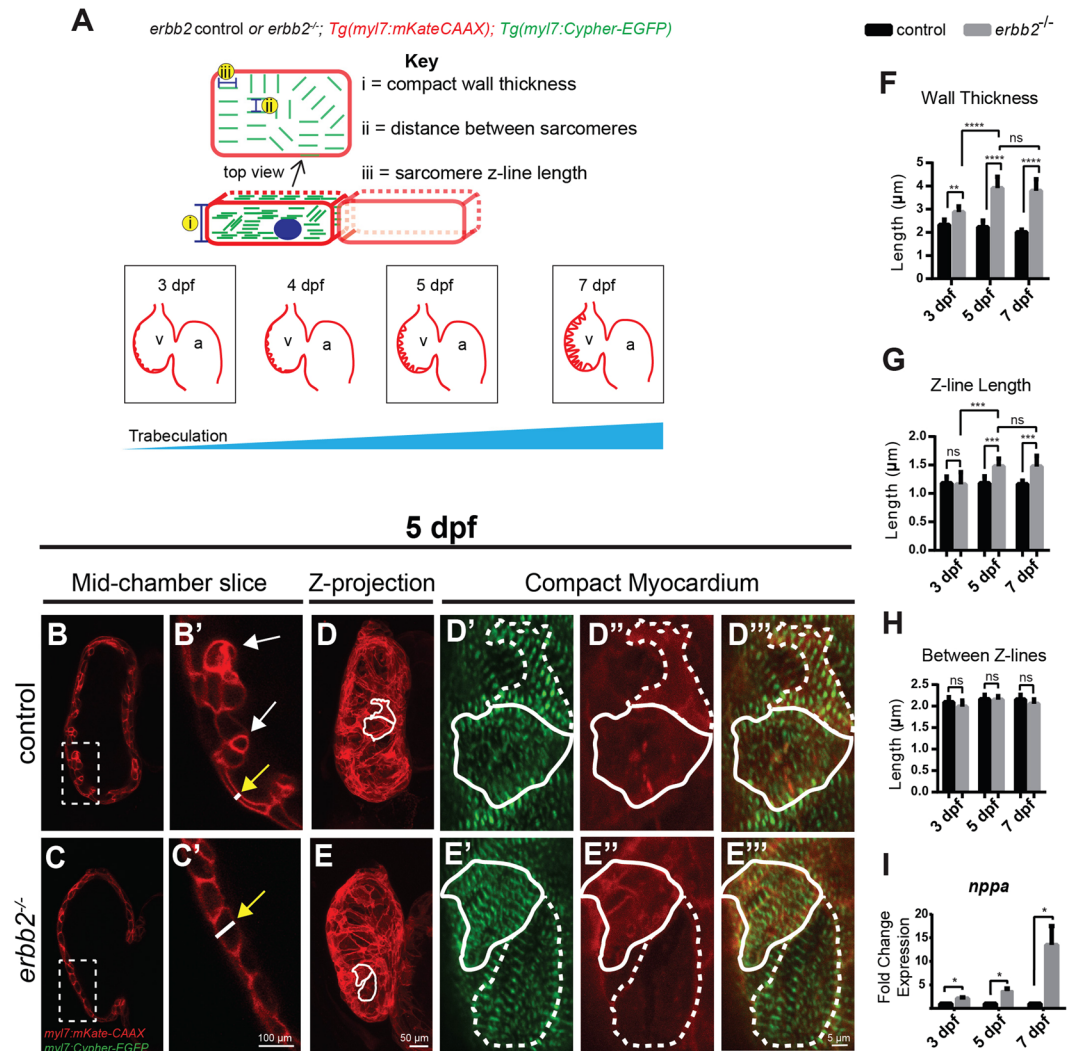 A
erbb2 control or erbb2-/-; Tg(myl7:mKateCAAX); Tg(myl7:Cypher-EGFP)
iii
ii
top view
i
Key
i = compact wall thickness
ii = distance between sarcomeres
iii = sarcomere z-line length
3 dpf
4 dpf
5 dpf
7 dpf
v a
v a
v a
v a
Trabeculation
5 dpf
Mid-chamber slice
Z-projection
Compact Myocardium
control
B
B'
D
D'
D''
D'''
erbb2-/-
C
C'
E
E'
E''
E'''
myl7:mKate-CAAX
myl7:Cypher-EGFP
100 µm
50 µm
5 µm
control
erbb2-/-
F
Wall Thickness
Length (µm)
5
4
3
2
1
0
**
****
****
****
ns
3 dpf
5 dpf
7 dpf
G
Z-line Length
Length (µm)
2.0
1.5
1.0
0.5
0.0
ns
***
***
ns
***
3 dpf
5 dpf
7 dpf
H
Between Z-lines
Length (µm)
2.5
2.0
1.5
1.0
0.5
0.0
ns
ns
ns
3 dpf
5 dpf
7 dpf
I
nppa
Fold Change
Expression
20
15
10
5
*
*
*
3 dpf
5 dpf
7 dpf